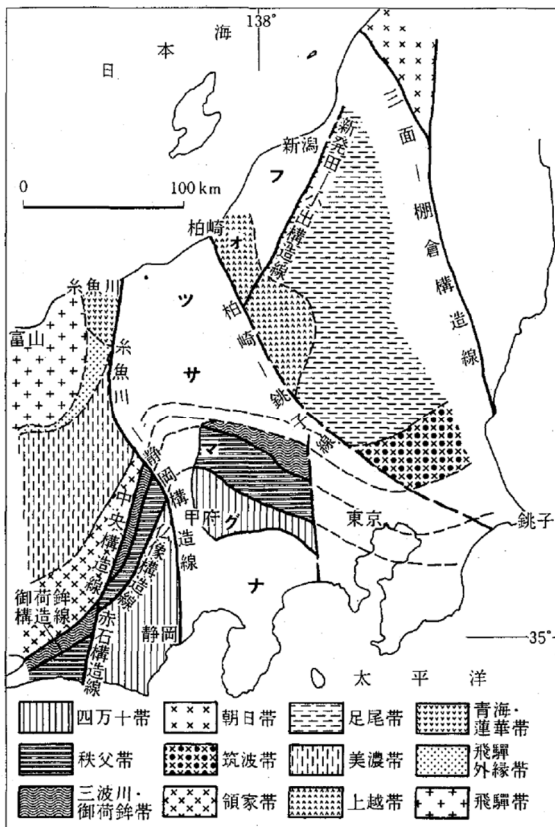 138°
日本海
0
100 km
新潟
フ
新発田―小出構造線
三面―棚倉構造線
柏崎
オ
糸魚川
ツ
富山
サ
柏崎―銚子線
糸魚川―静岡構造線
マ
中央構造線
甲府
グ
東京
銚子
仏像構造線
ナ
御荷鉾
構造線
赤石構造線
静岡
35°
太平洋
四万十帯
朝日帯
足尾帯
青海・
蓮華帯
秩父帯
筑波帯
美濃帯
飛驒
外縁帯
三波川・
御荷鉾帯
領家帯
上越帯
飛驒帯